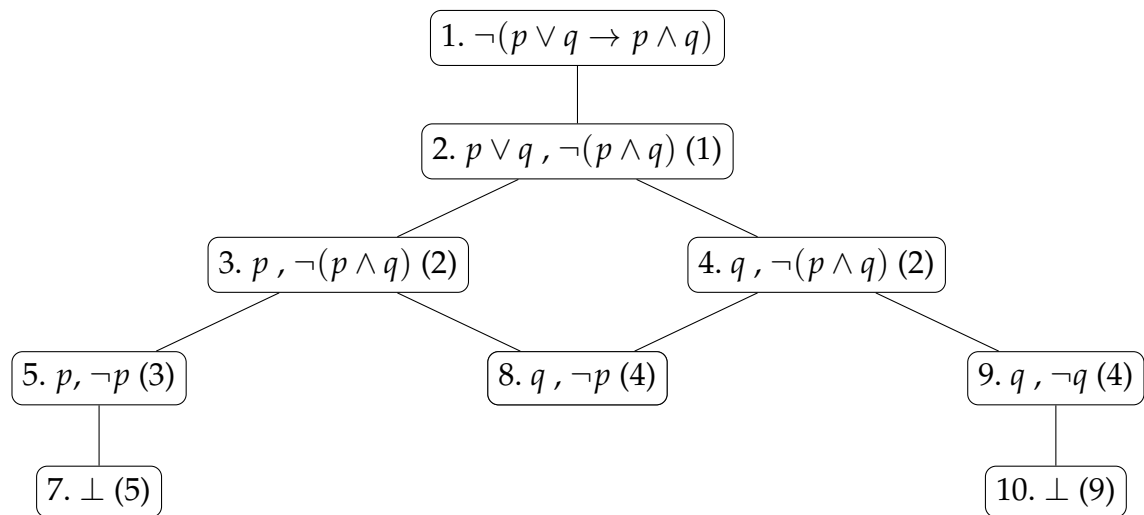 1. ¬(p ∨ q → p ∧ q)
2. p ∨ q , ¬(p ∧ q) (1)
3. p , ¬(p ∧ q) (2)
4. q , ¬(p ∧ q) (2)
5. p, ¬p (3)
8. q , ¬p (4)
9. q , ¬q (4)
7. ⊥ (5)
10. ⊥ (9)